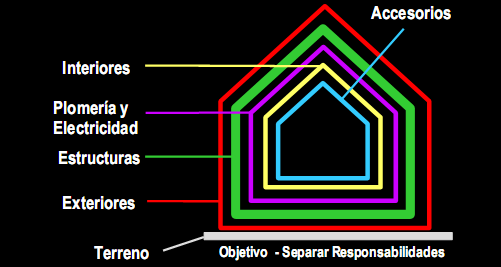 Accesorios
Interiores
Plomería y
Electricidad
Estructuras
Exteriores
Terreno
Objetivo - Separar Responsabilidades